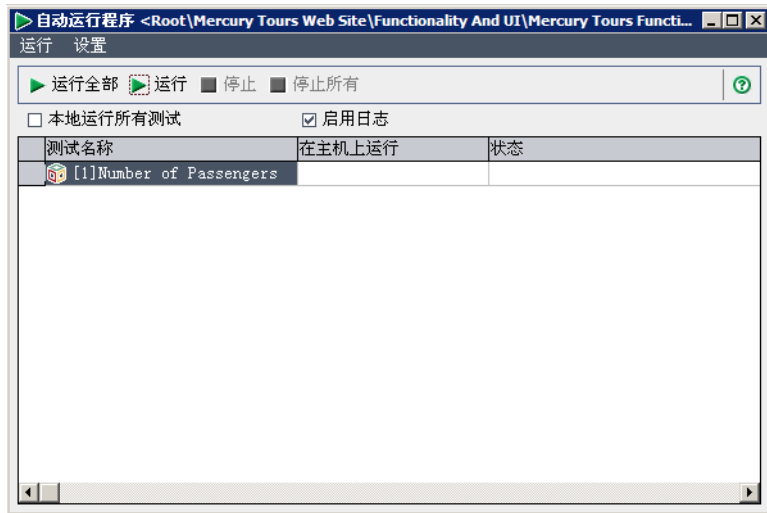 自动运行程序 <Root\Mercury Tours Web Site\Functionality And UI\Mercury Tours Functi...
运行 设置
运行全部 运行 停止 停止所有
本地运行所有测试 启用日志
测试名称 在主机上运行 状态
[1]Number of Passengers